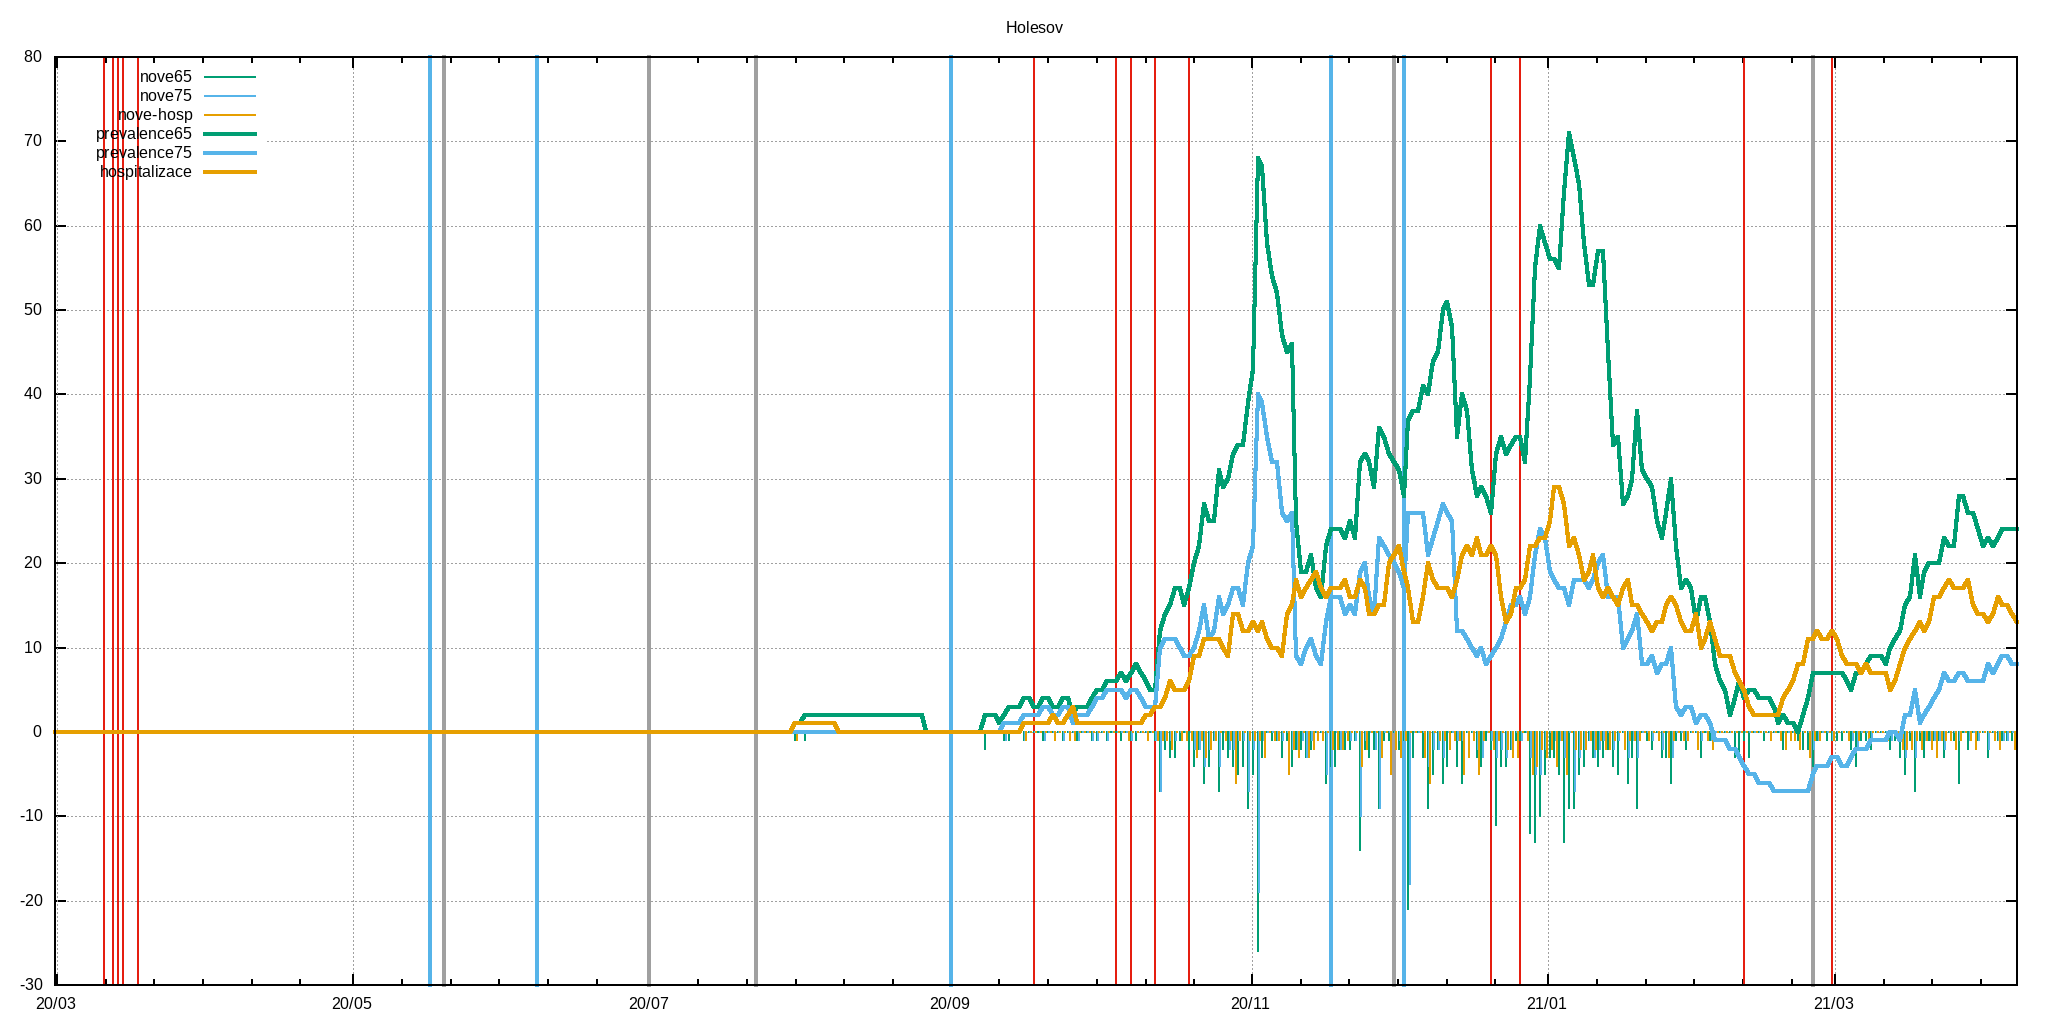 Holesov
80
nove65
nove75
nove-hosp
prevalence65
prevalence75
hospitalizace
70
60
50
40
30
20
10
0
-10
-20
-30
20/03 20/05 20/07 20/09 20/11 21/01 21/03